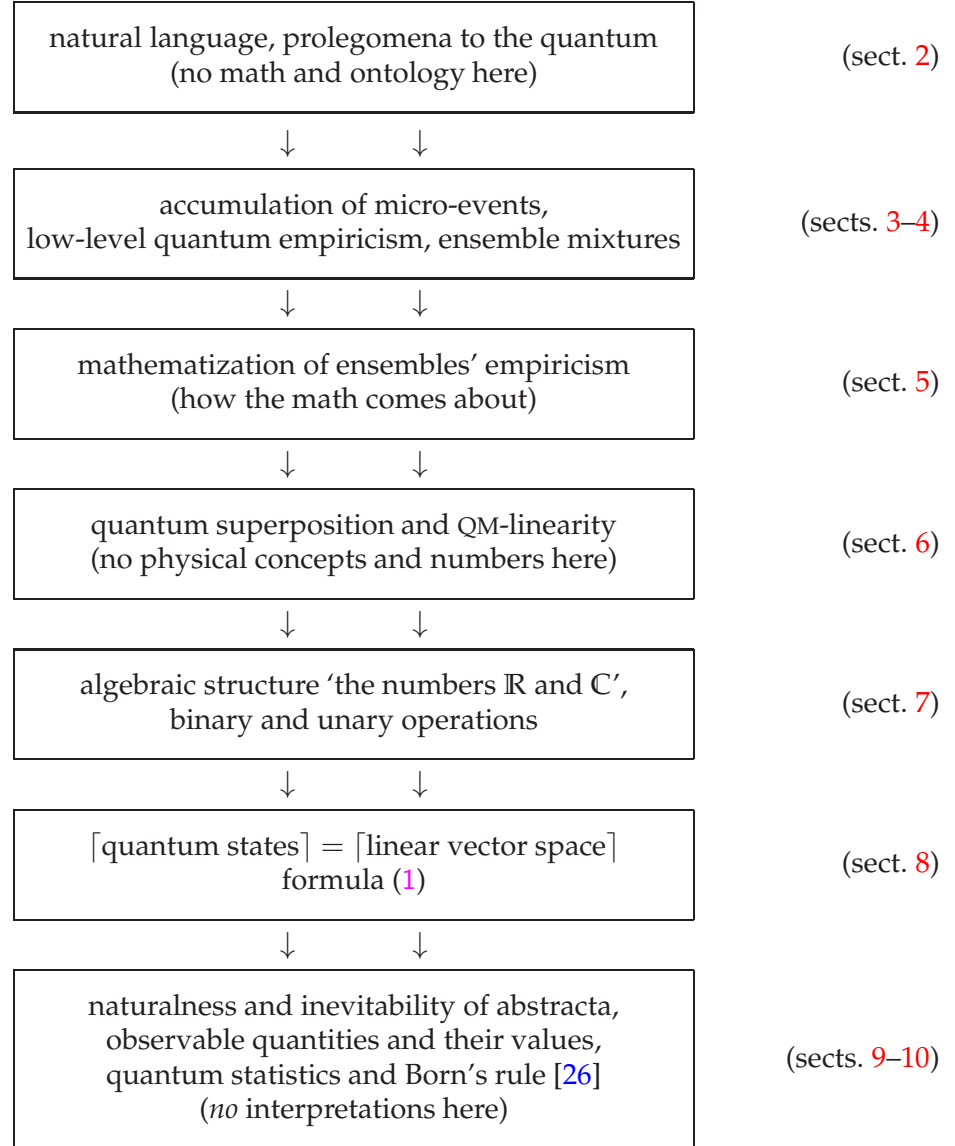 natural language, prolegomena to the quantum
(no math and ontology here)
(sect. 2)
↓ ↓
accumulation of micro-events,
low-level quantum empiricism, ensemble mixtures
(sects. 3–4)
↓ ↓
mathematization of ensembles’ empiricism
(how the math comes about)
(sect. 5)
↓ ↓
quantum superposition and QM-linearity
(no physical concepts and numbers here)
(sect. 6)
↓ ↓
algebraic structure ‘the numbers ℝ and ℂ’,
binary and unary operations
(sect. 7)
↓ ↓
⌈quantum states⌉ = ⌈linear vector space⌉
formula (1)
(sect. 8)
↓ ↓
naturalness and inevitability of abstracta,
observable quantities and their values,
quantum statistics and Born’s rule [26]
(no interpretations here)
(sects. 9–10)